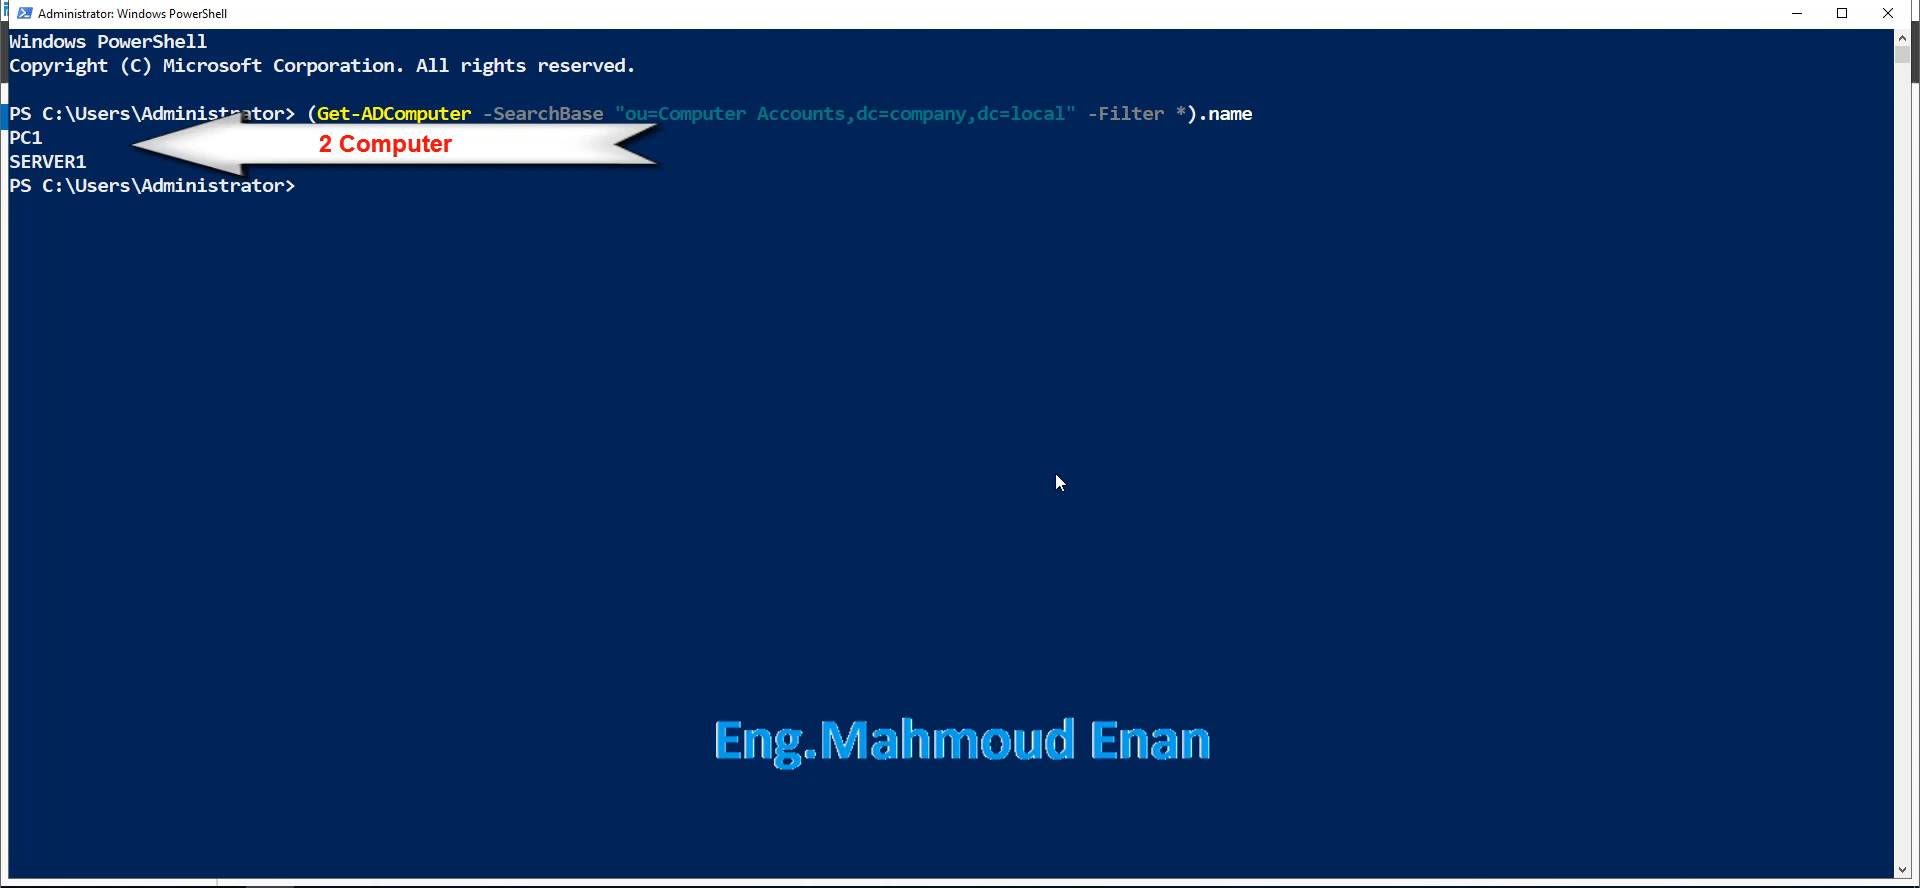 Administrator: Windows PowerShell
Windows PowerShell
Copyright (C) Microsoft Corporation. All rights reserved.
PS C:\Users\Administrator> (Get-ADComputer -SearchBase "ou=Computer Accounts,dc=company,dc=local" -Filter *).name
PC1
2 Computer
SERVER1
PS C:\Users\Administrator>
Eng.Mahmoud Enan